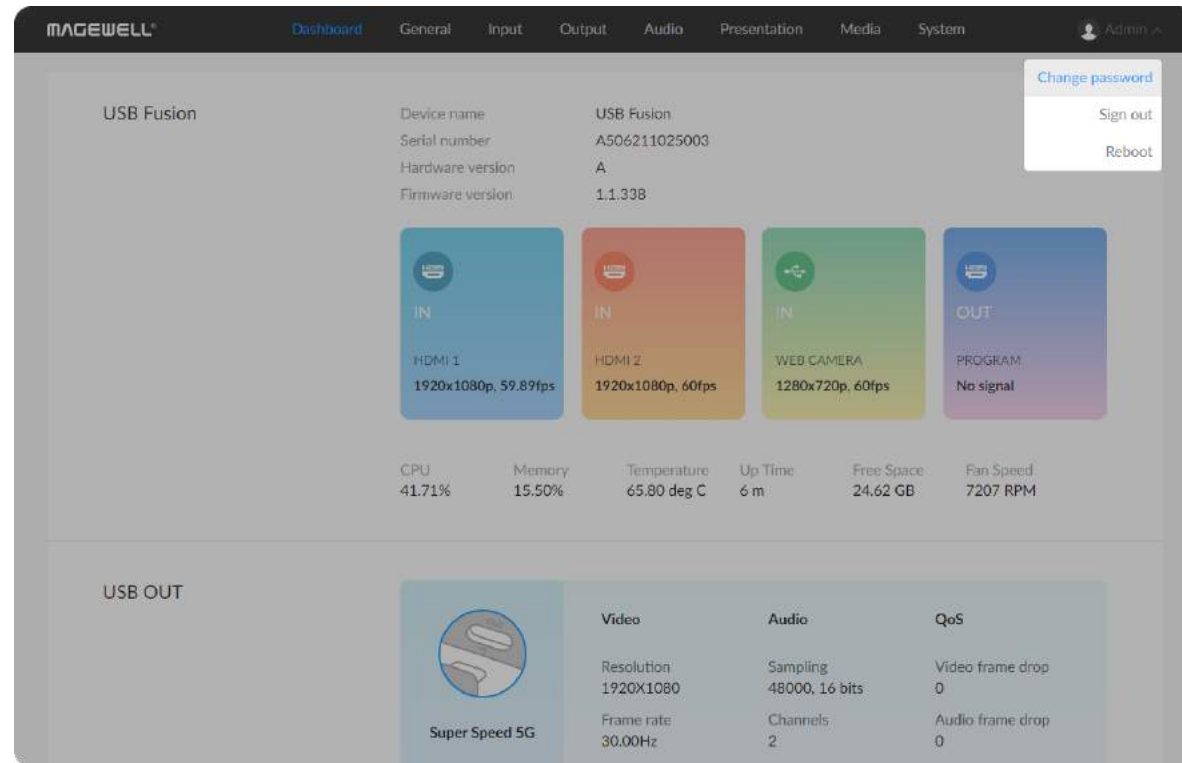 MAGEWELL®
Dashboard General Input Output Audio Presentation Media System Admin
Change password
Sign out
Reboot
USB Fusion
Device name USB Fusion
Serial number A506211025003
Hardware version A
Firmware version 1.1.338
HDMI HDMI HDMI
IN IN IN OUT
HDMI 1 HDMI 2 WEB CAMERA PROGRAM
1920x1080p, 59.89fps 1920x1080p, 60fps 1280x720p, 60fps No signal
CPU Memory Temperature Up Time Free Space Fan Speed
41.71% 15.50% 65.80 deg C 6 m 24.62 GB 7207 RPM
USB OUT
Video Audio QoS
Resolution Sampling Video frame drop
1920X1080 48000, 16 bits 0
Super Speed 5G
Frame rate Channels Audio frame drop
30.00Hz 2 0